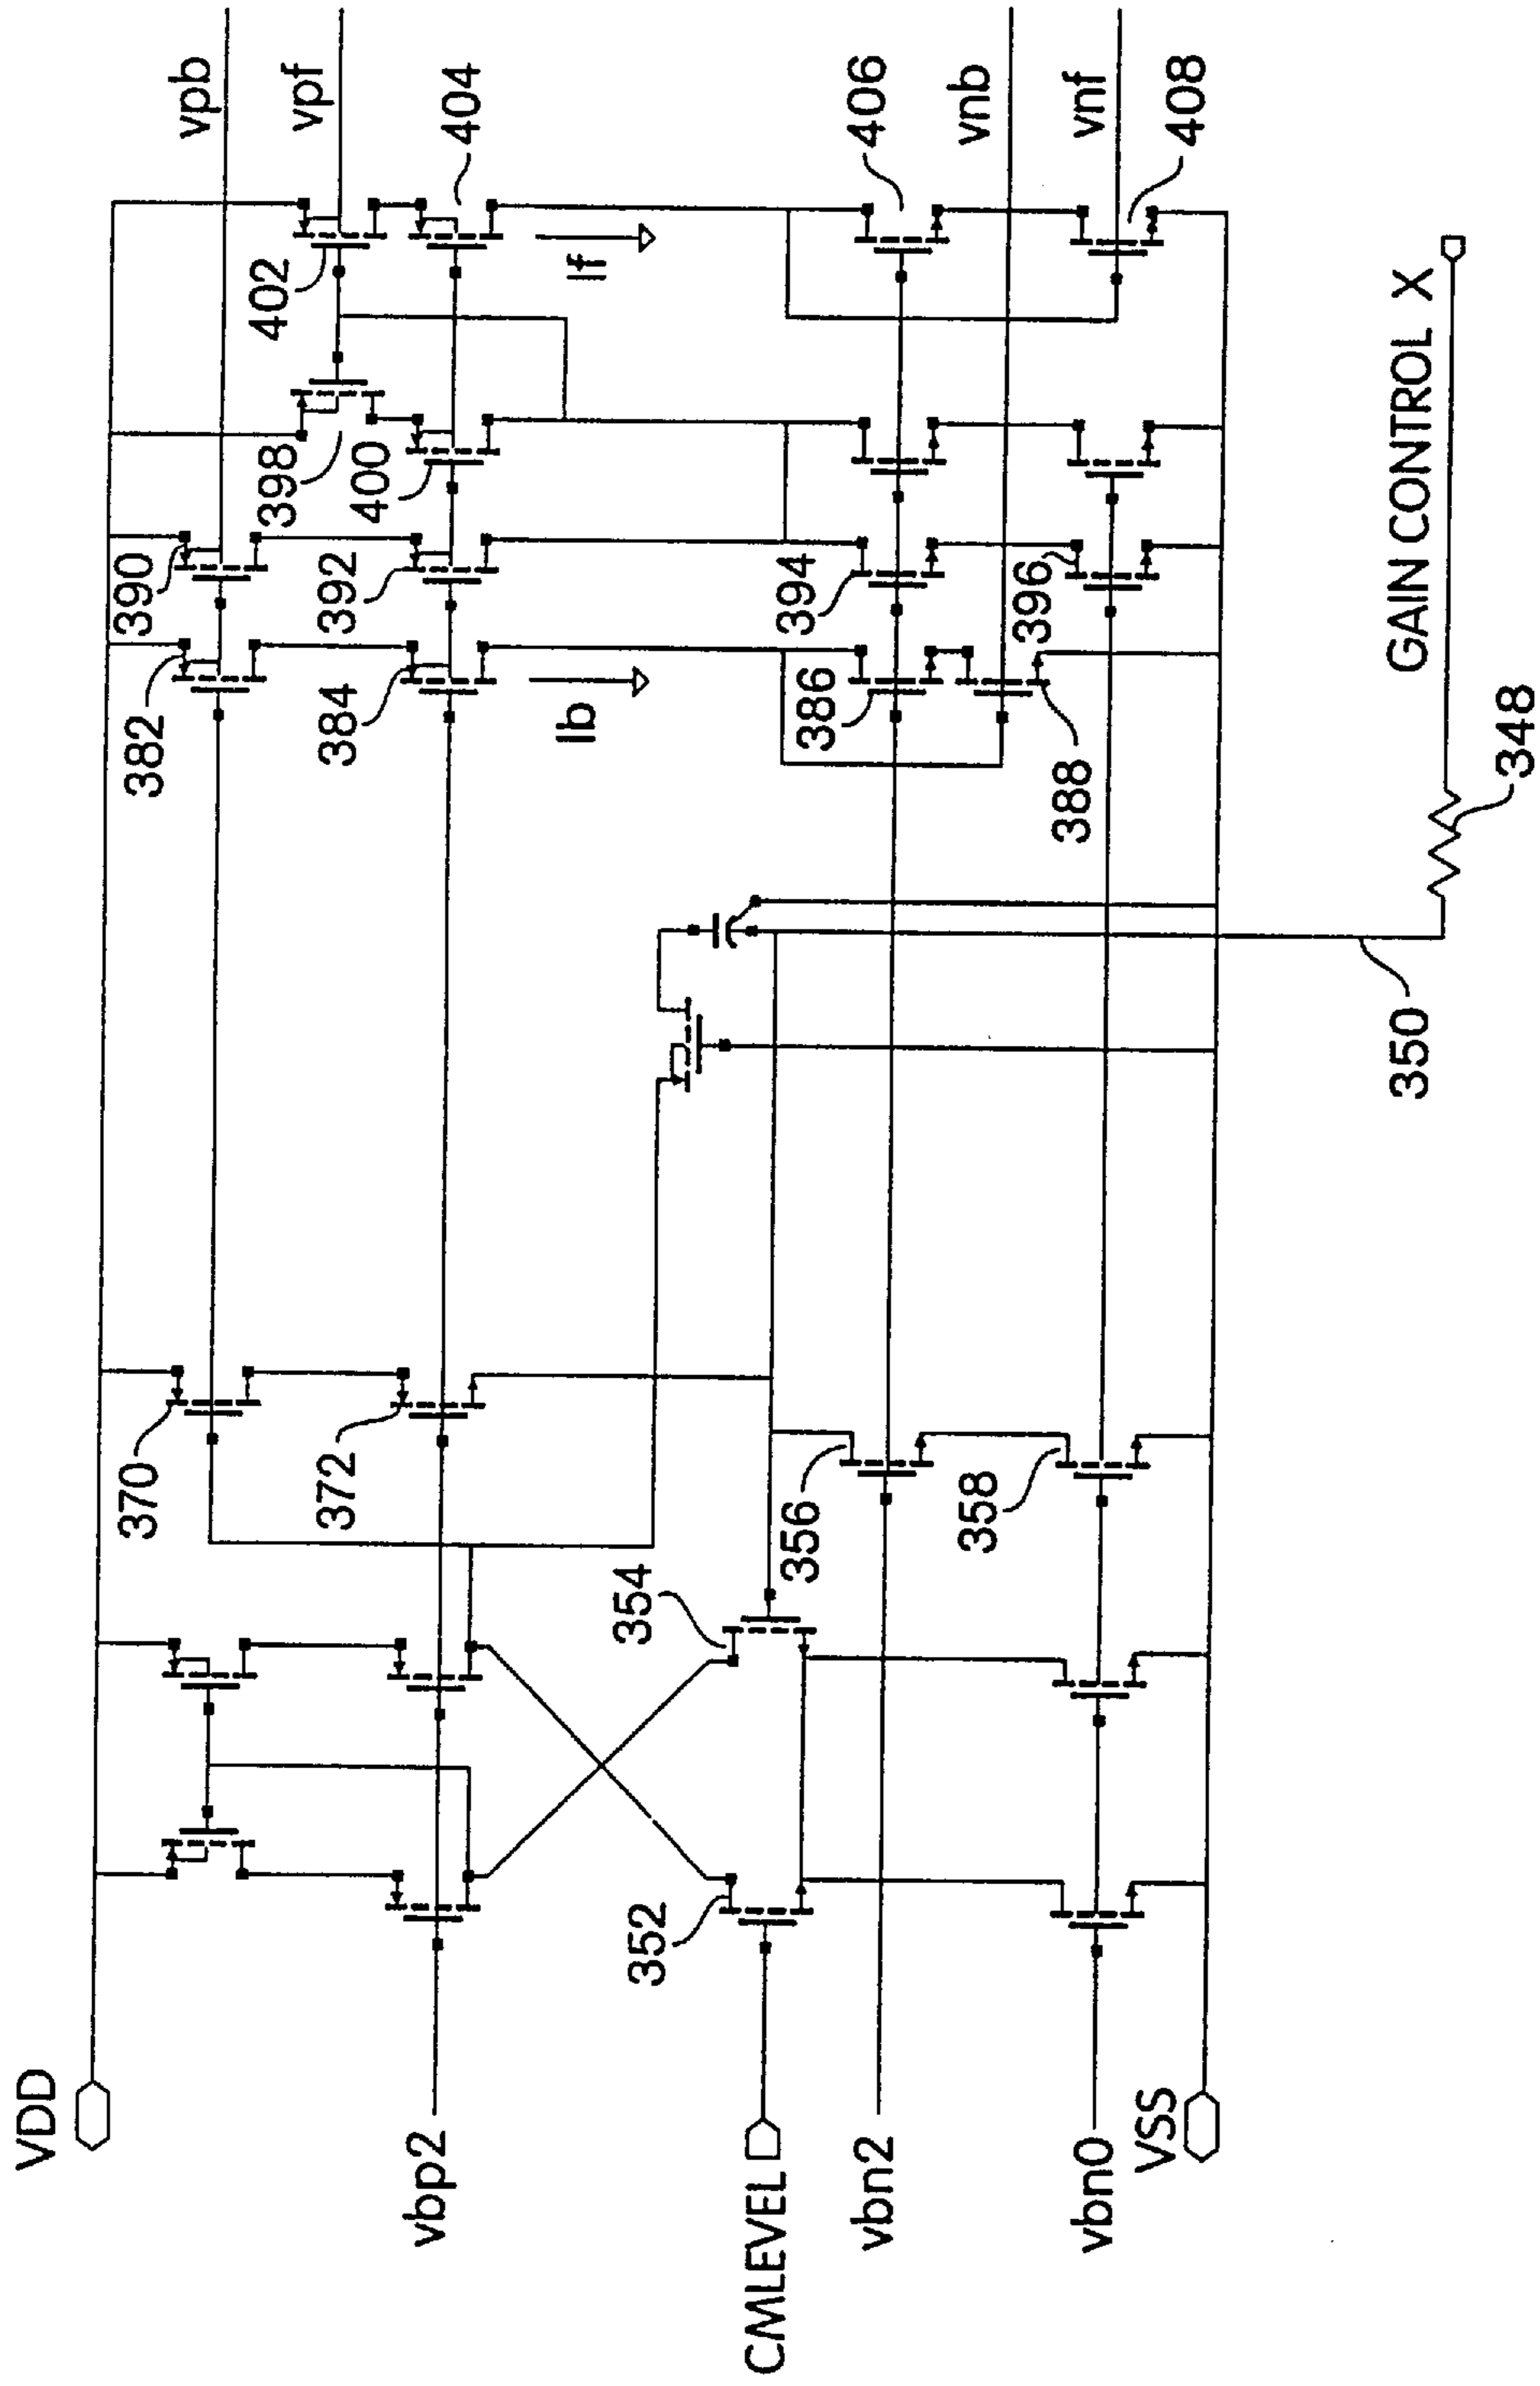 VDD
vbp2
CMLEVEL
vbn2
vbn0
VSS
352
354
370
372
356
358
350
348
GAIN CONTROL X
382
384
Ib
386
388
390
392
394
396
398
400
402
404
If
406
408
vpb
vpf
vnb
vnf